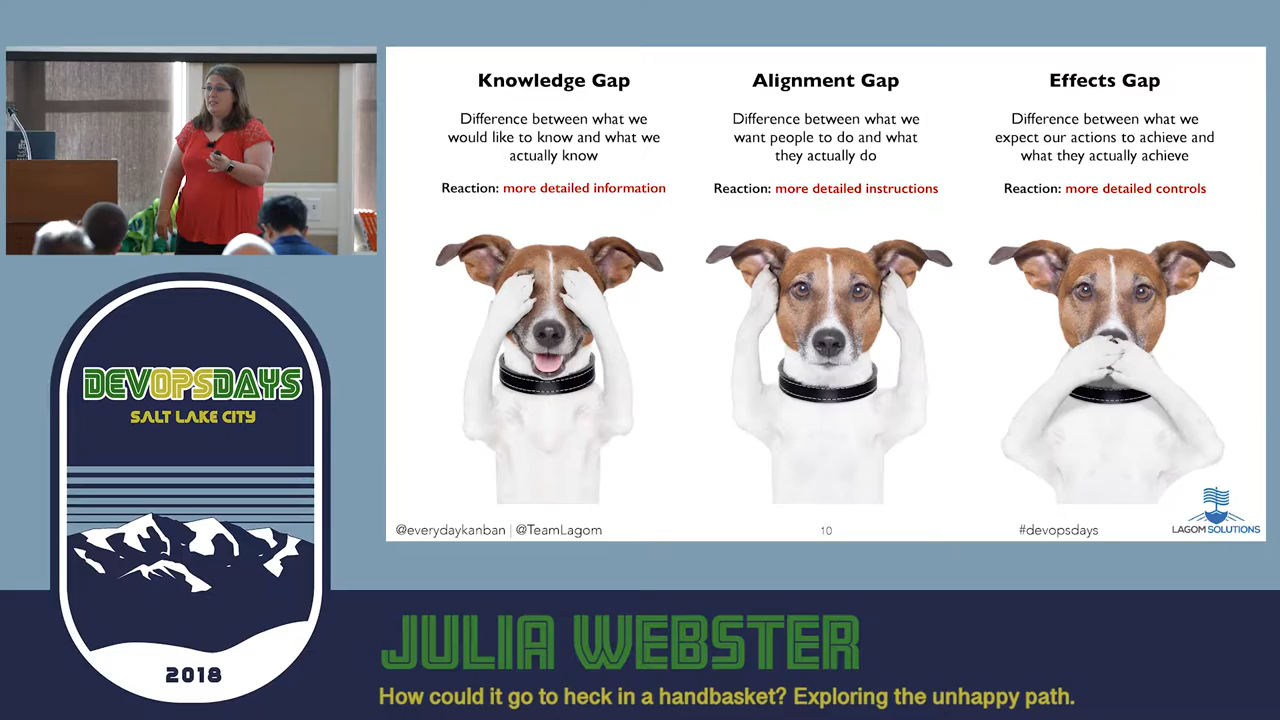 Knowledge Gap
Difference between what we
would like to know and what we
actually know
Reaction: more detailed information
Alignment Gap
Difference between what we
want people to do and what
they actually do
Reaction: more detailed instructions
Effects Gap
Difference between what we
expect our actions to achieve and
what they actually achieve
Reaction: more detailed controls
@everydaykanban | @TeamLagom
10
#devopsdays
LAGOM SOLUTIONS
DEVOPSDAYS
SALT LAKE CITY
2018
JULIA WEBSTER
How could it go to heck in a handbasket? Exploring the unhappy path.